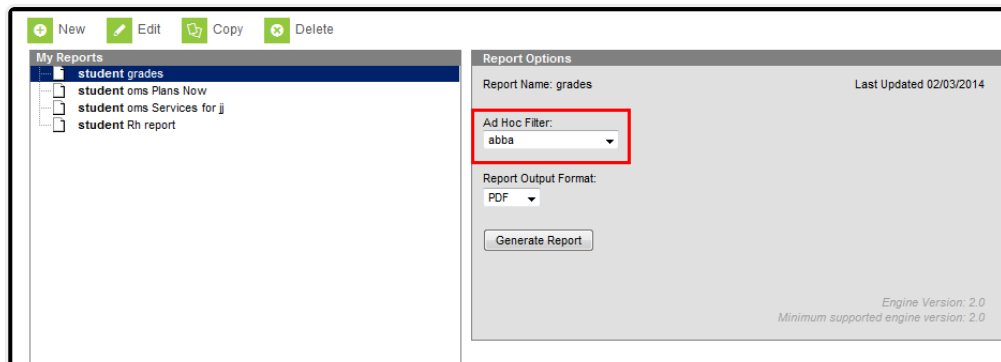 New Edit Copy Delete
My Reports
student grades
student oms Plans Now
student oms Services for jj
student Rh report
Report Options
Report Name: grades Last Updated 02/03/2014
Ad Hoc Filter:
abba
Report Output Format:
PDF
Generate Report
Engine Version: 2.0
Minimum supported engine version: 2.0